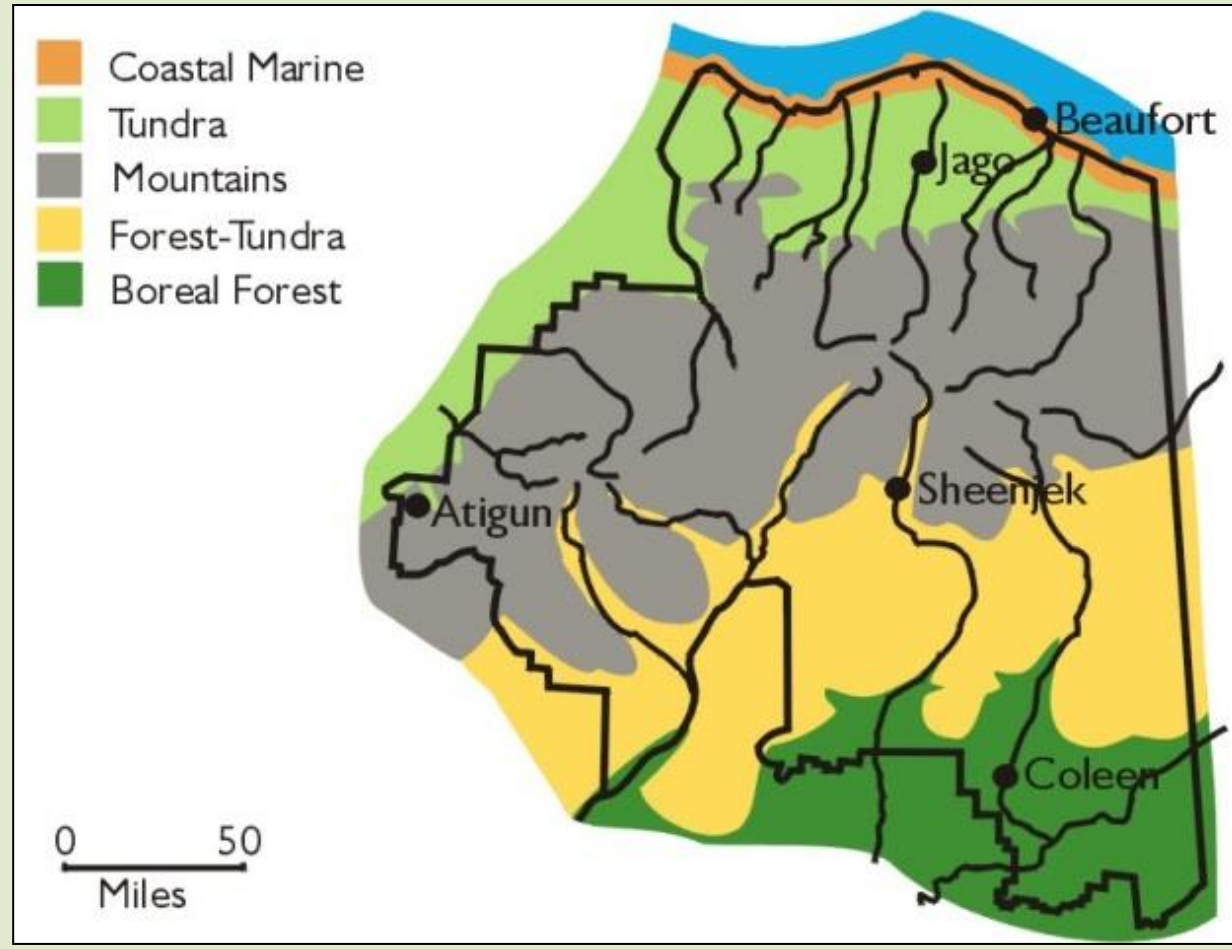 Coastal Marine
Tundra
Mountains
Forest-Tundra
Boreal Forest
Beaufort
Jago
Sheenjek
Atigun
Coleen
0 50
Miles